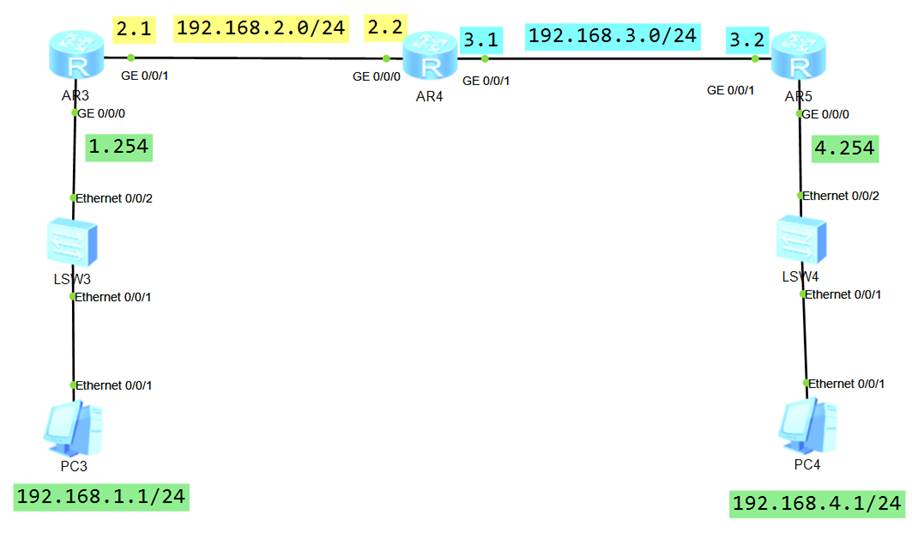 2.1
192.168.2.0/24
2.2
3.1
192.168.3.0/24
3.2
R
R
R
GE 0/0/1
GE 0/0/0
GE 0/0/1
GE 0/0/1
AR3
AR4
AR5
GE 0/0/0
GE 0/0/0
1.254
4.254
Ethernet 0/0/2
Ethernet 0/0/2
LSW3
LSW4
Ethernet 0/0/1
Ethernet 0/0/1
Ethernet 0/0/1
Ethernet 0/0/1
PC3
PC4
192.168.1.1/24
192.168.4.1/24